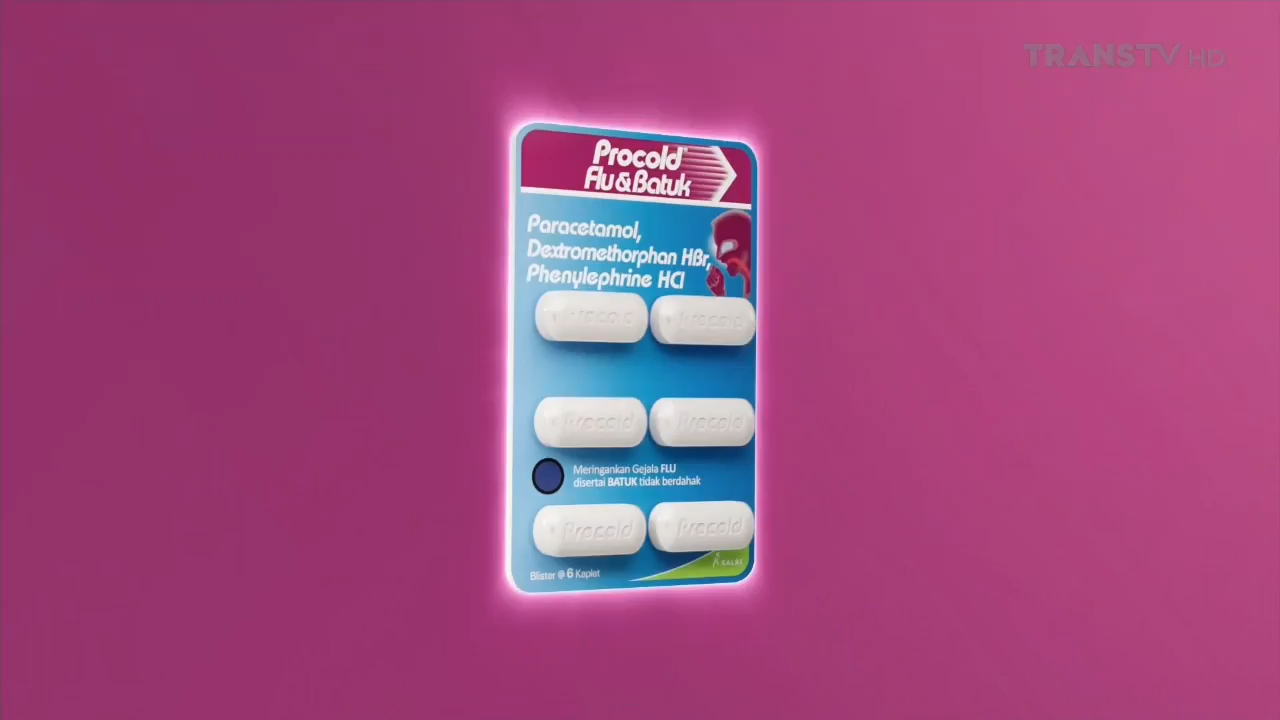 TRANSTV HD
Procold
Flu & Batuk
Paracetamol,
Dextromethorphan HBr,
Phenylephrine HCl
Procold Procold
Procold Procold
Meringankan Gejala FLU
disertai BATUK tidak berdahak
Procold Procold
KALBE
Blister @ 6 Kaplet